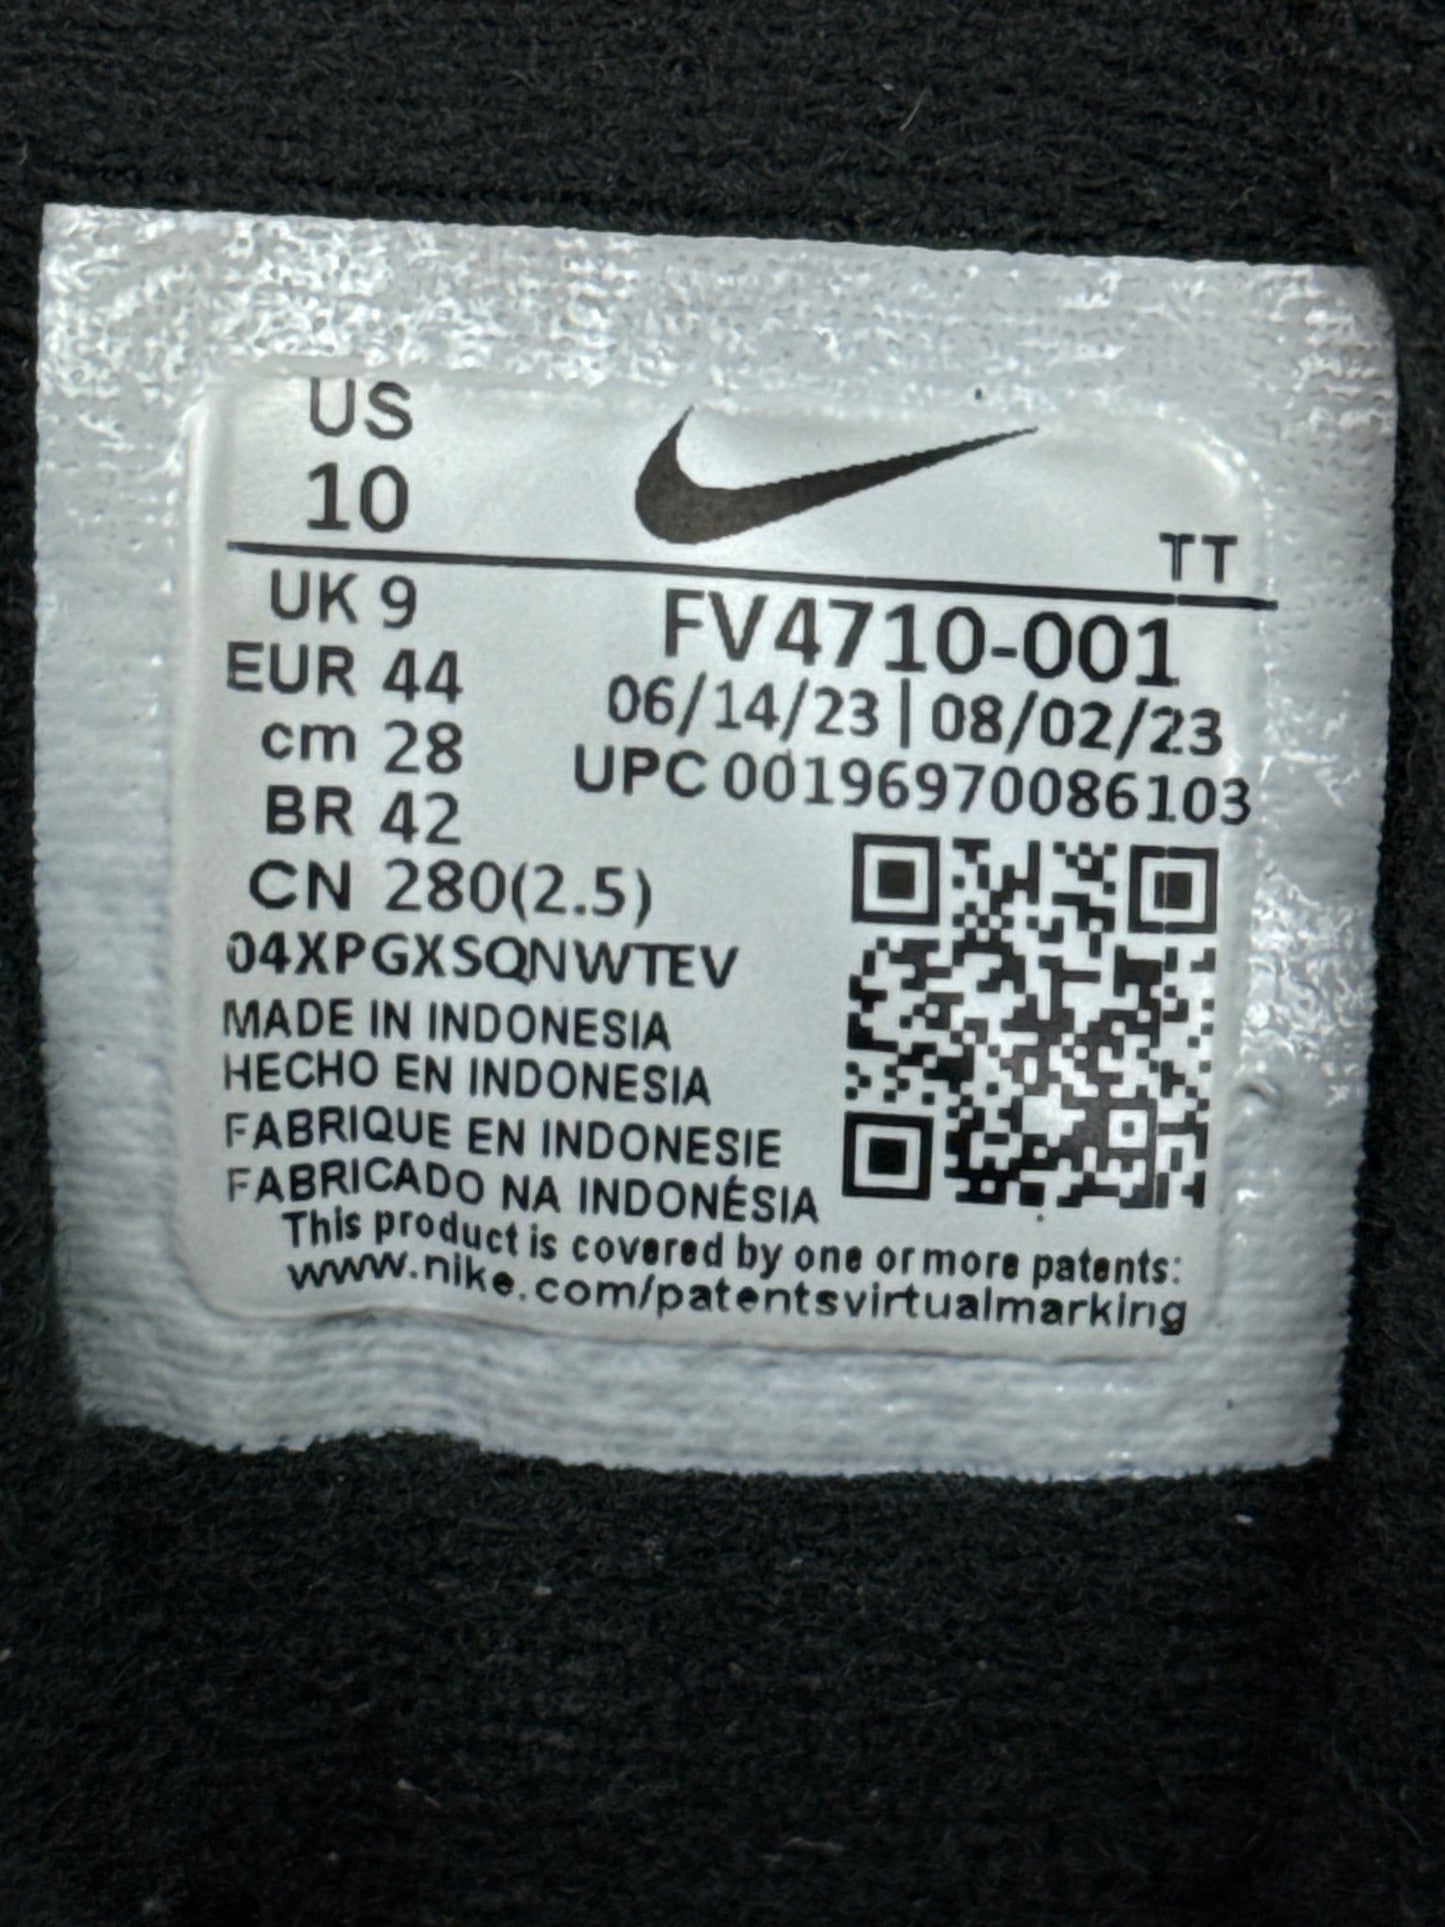 US
10
TT
UK 9
EUR 44
cm 28
BR 42
CN 280(2.5)
FV4710-001
06/14/23 | 08/02/23
UPC 00196970086103
04XPGXSQNWTEV
MADE IN INDONESIA
HECHO EN INDONESIA
FABRIQUE EN INDONESIE
FABRICADO NA INDONÉSIA
This product is covered by one or more patents:
www.nike.com/patentsvirtualmarking